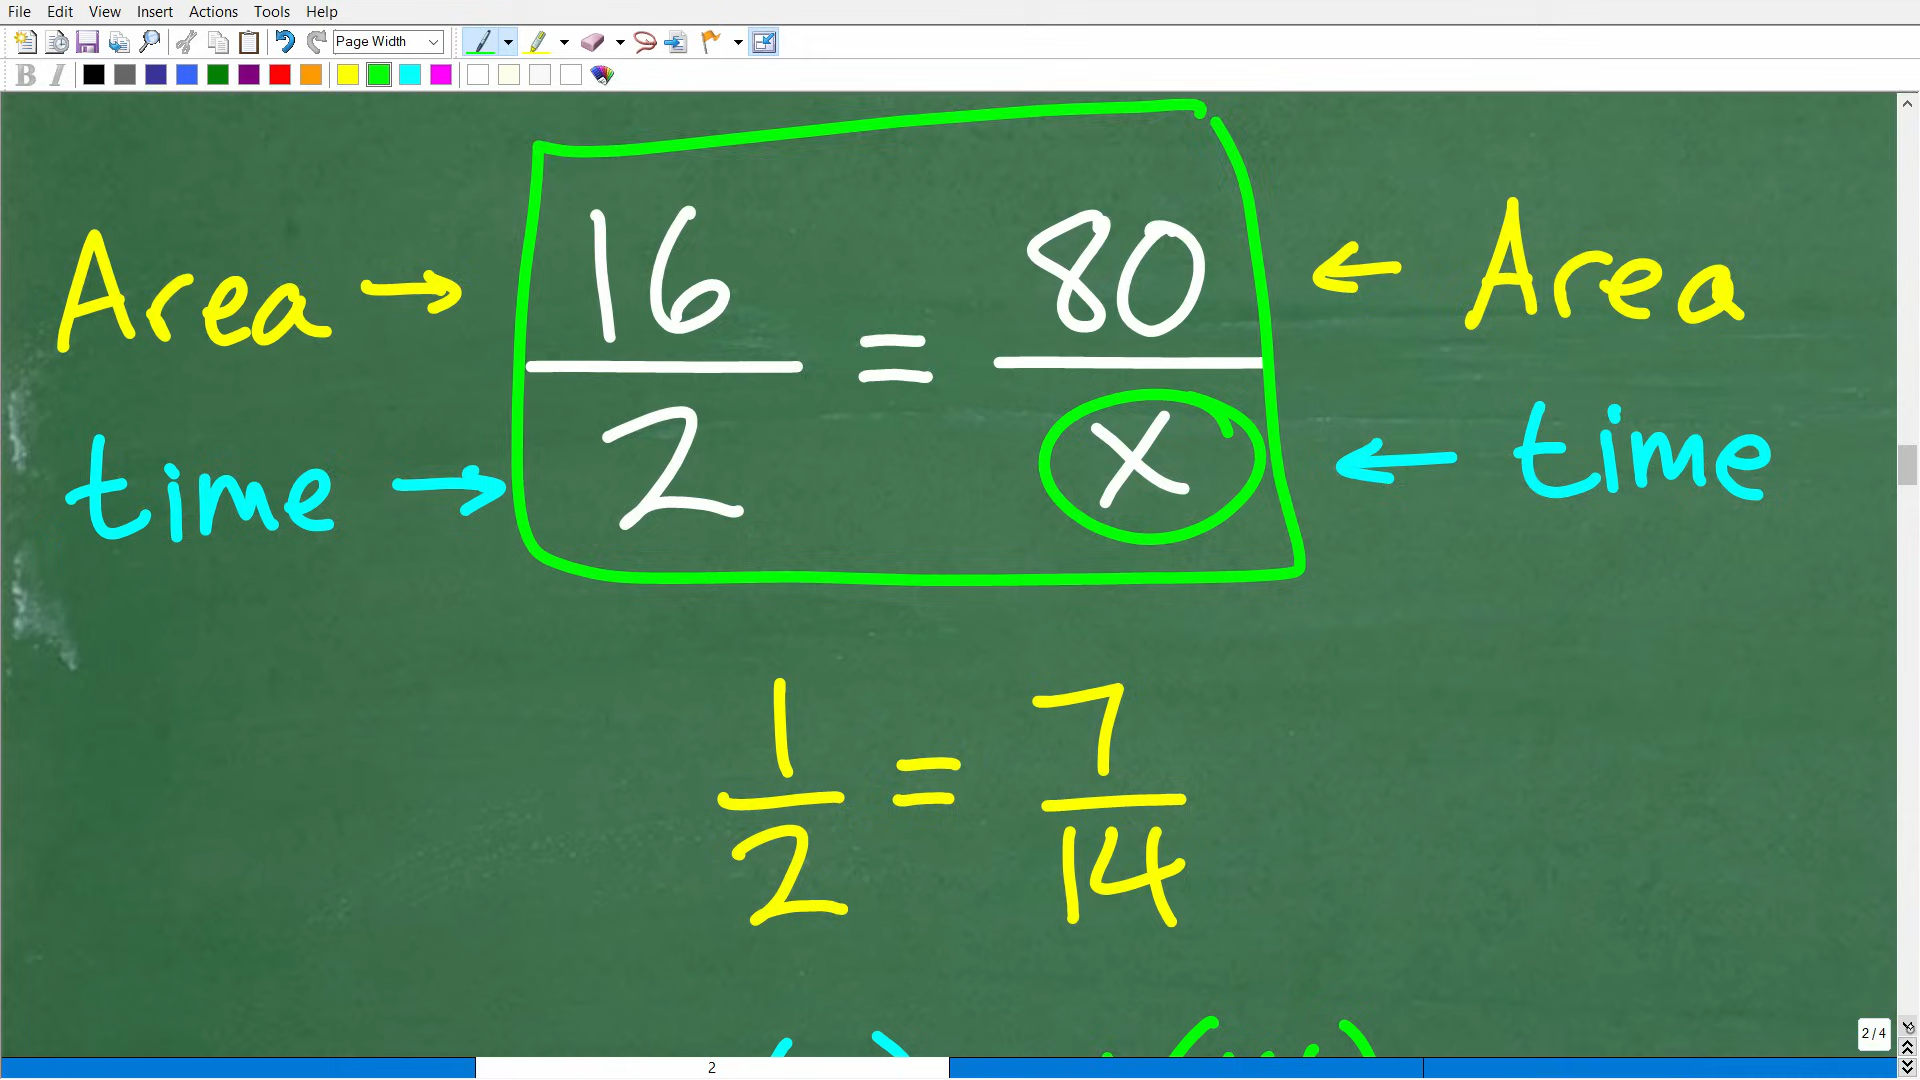 File Edit View Insert Actions Tools Help
Page Width
B I
Area → 16/2 = 80/x ← Area
time → ← time
1/2 = 7/14
2/4
2